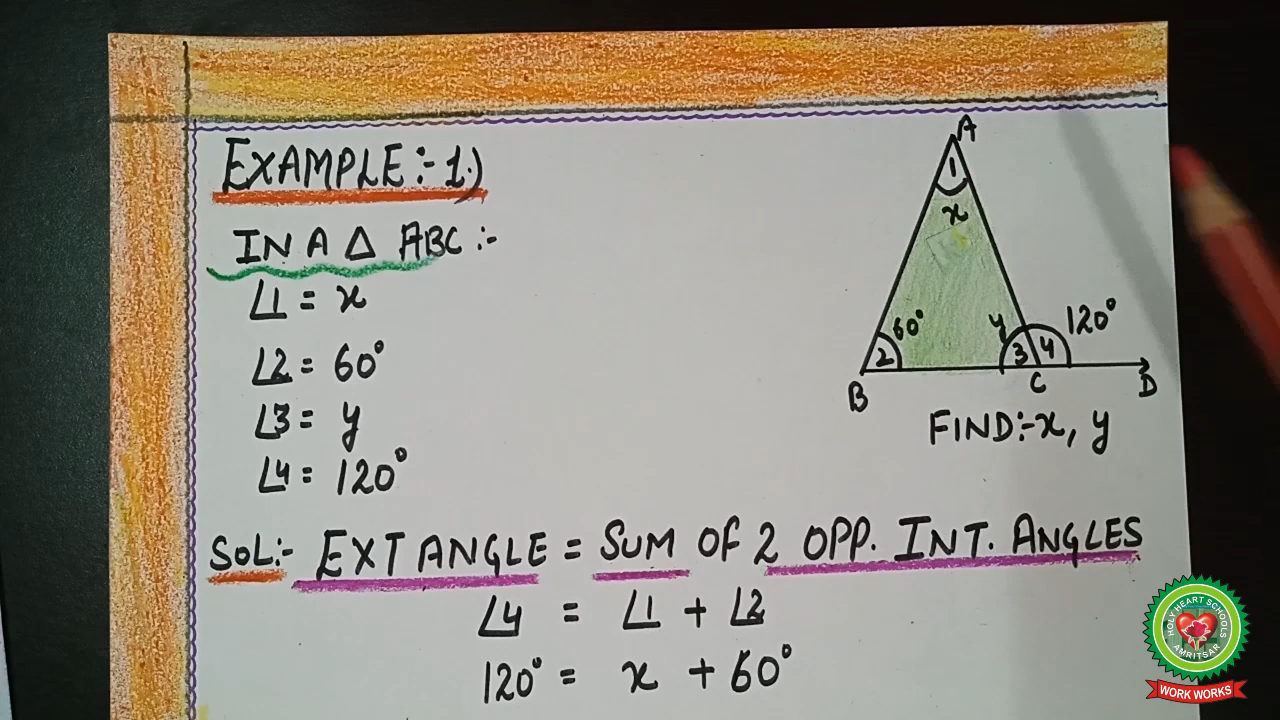 EXAMPLE:- 1.)
IN A Δ ABC :-
∠1 = x
∠2 = 60°
∠3 = y
∠4 = 120°
A
1
x
60°
y
120°
2
3
4
B
C
D
FIND:- x, y
SOL:- EXT ANGLE = SUM OF 2 OPP. INT. ANGLES
∠4 = ∠1 + ∠2
120° = x + 60°
HOLY HEART SCHOOLS
AMRITSAR
WORK WORKS